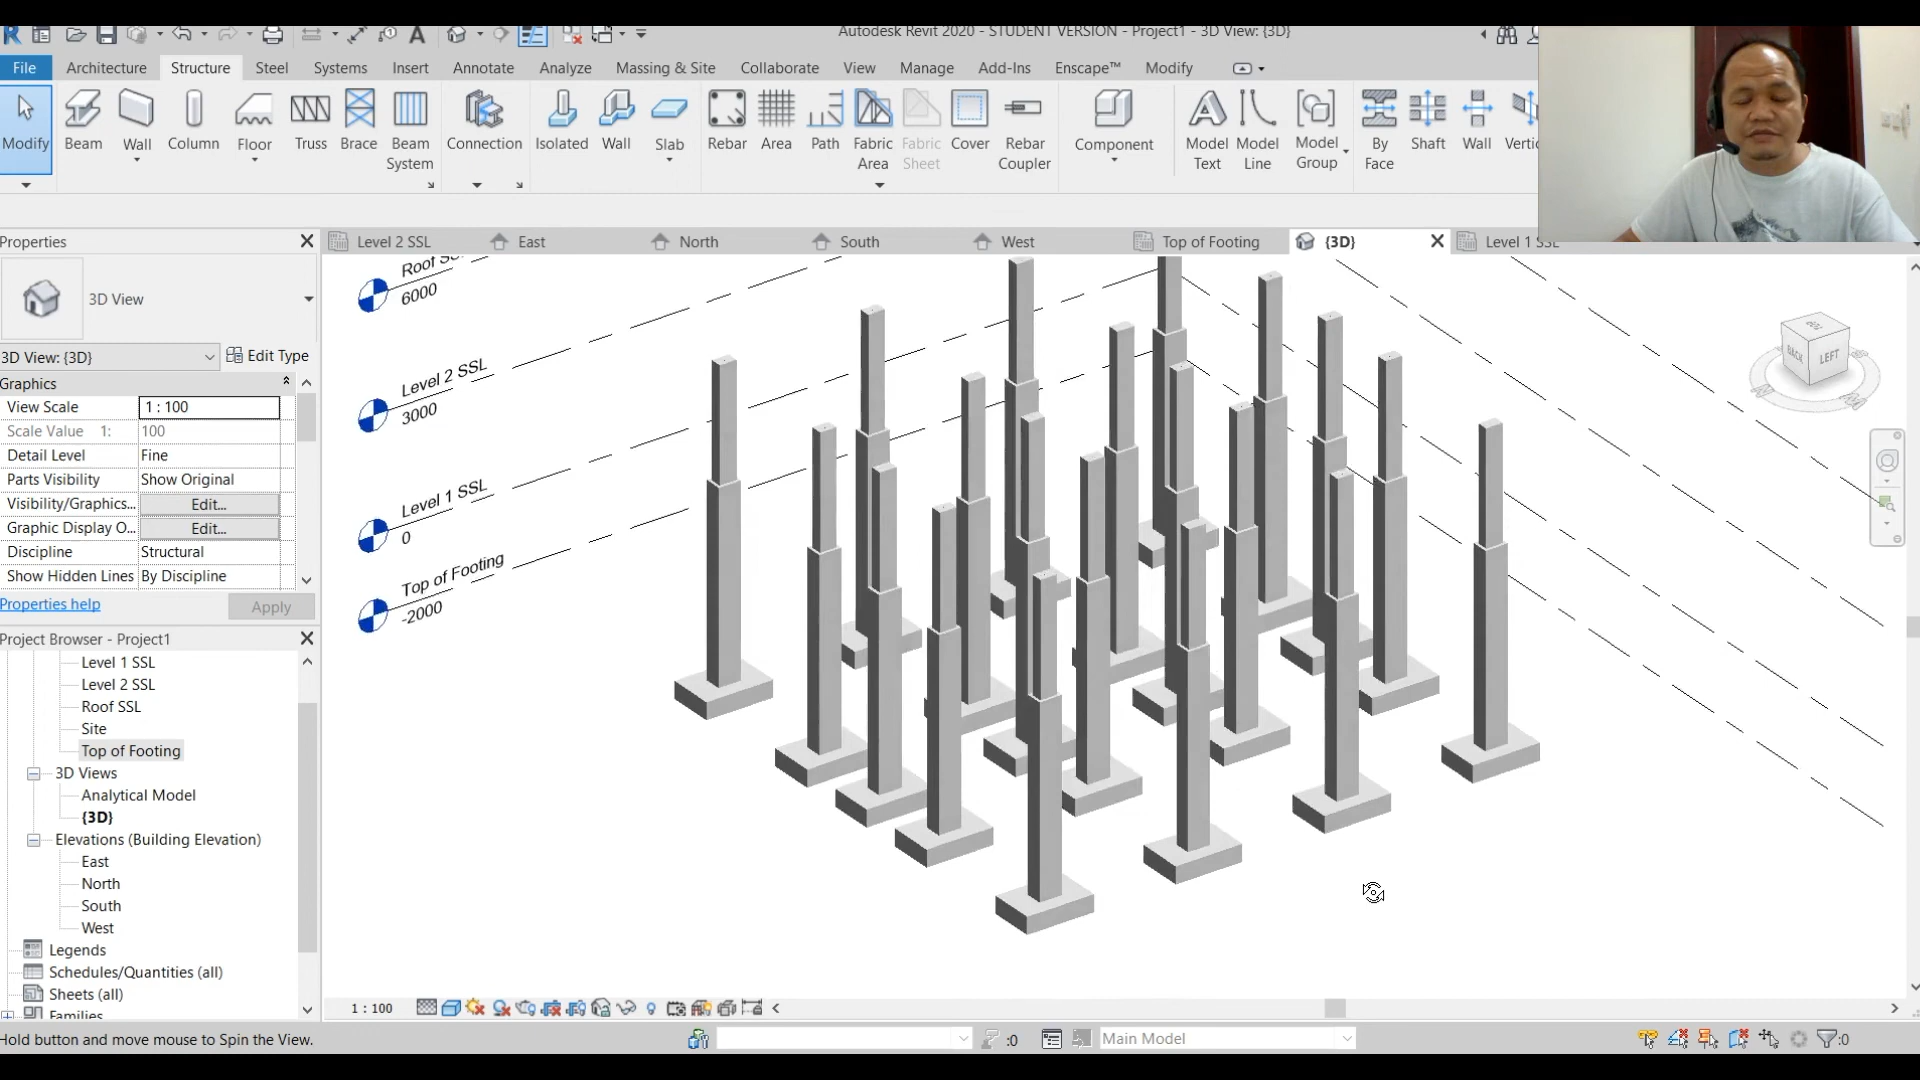 Autodesk Revit 2020 - STUDENT VERSION - Project1 - 3D View: {3D}
File Architecture Structure Steel Systems Insert Annotate Analyze Massing & Site Collaborate View Manage Add-Ins Enscape™ Modify
Modify Beam Wall Column Floor Truss Brace Beam System Connection Isolated Wall Slab Rebar Area Path Fabric Area Fabric Sheet Cover Rebar Coupler Component Model Text Model Line Model Group By Face Shaft Wall
Properties
Level 2 SSL East North South West Top of Footing {3D} Level 1 SSL
3D View
3D View: {3D} Edit Type
Graphics
View Scale 1 : 100
Scale Value 1: 100
Detail Level Fine
Parts Visibility Show Original
Visibility/Graphics... Edit...
Graphic Display O... Edit...
Discipline Structural
Show Hidden Lines By Discipline
Properties help Apply
Project Browser - Project1
Level 1 SSL
Level 2 SSL
Roof SSL
Site
Top of Footing
3D Views
Analytical Model
{3D}
Elevations (Building Elevation)
East
North
South
West
Legends
Schedules/Quantities (all)
Sheets (all)
Families
6000
Level 2 SSL
3000
Level 1 SSL
0
Top of Footing
-2000
BACK LEFT
1 : 100
Hold button and move mouse to Spin the View.
:0
Main Model
:0